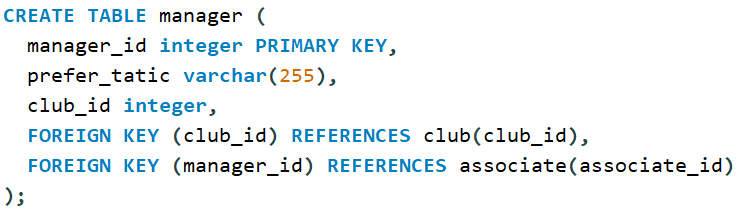 CREATE TABLE manager (
  manager_id integer PRIMARY KEY,
  prefer_tatic varchar(255),
  club_id integer,
  FOREIGN KEY (club_id) REFERENCES club(club_id),
  FOREIGN KEY (manager_id) REFERENCES associate(associate_id)
);